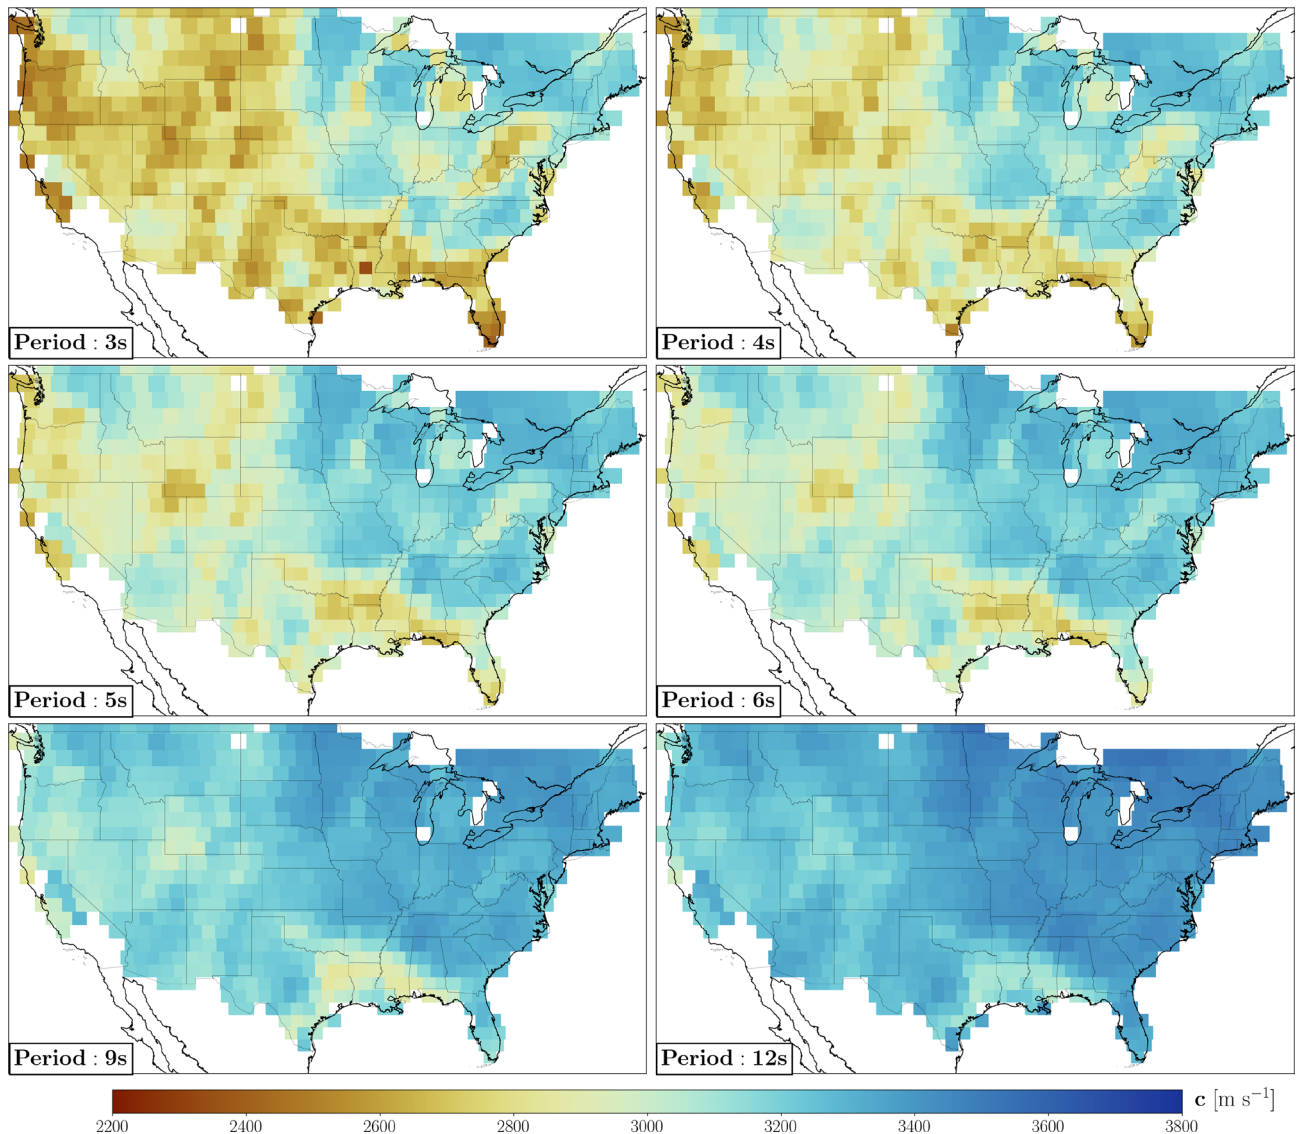 Period : 3s
Period : 4s
Period : 5s
Period : 6s
Period : 9s
Period : 12s
c [m s⁻¹]
2200 2400 2600 2800 3000 3200 3400 3600 3800